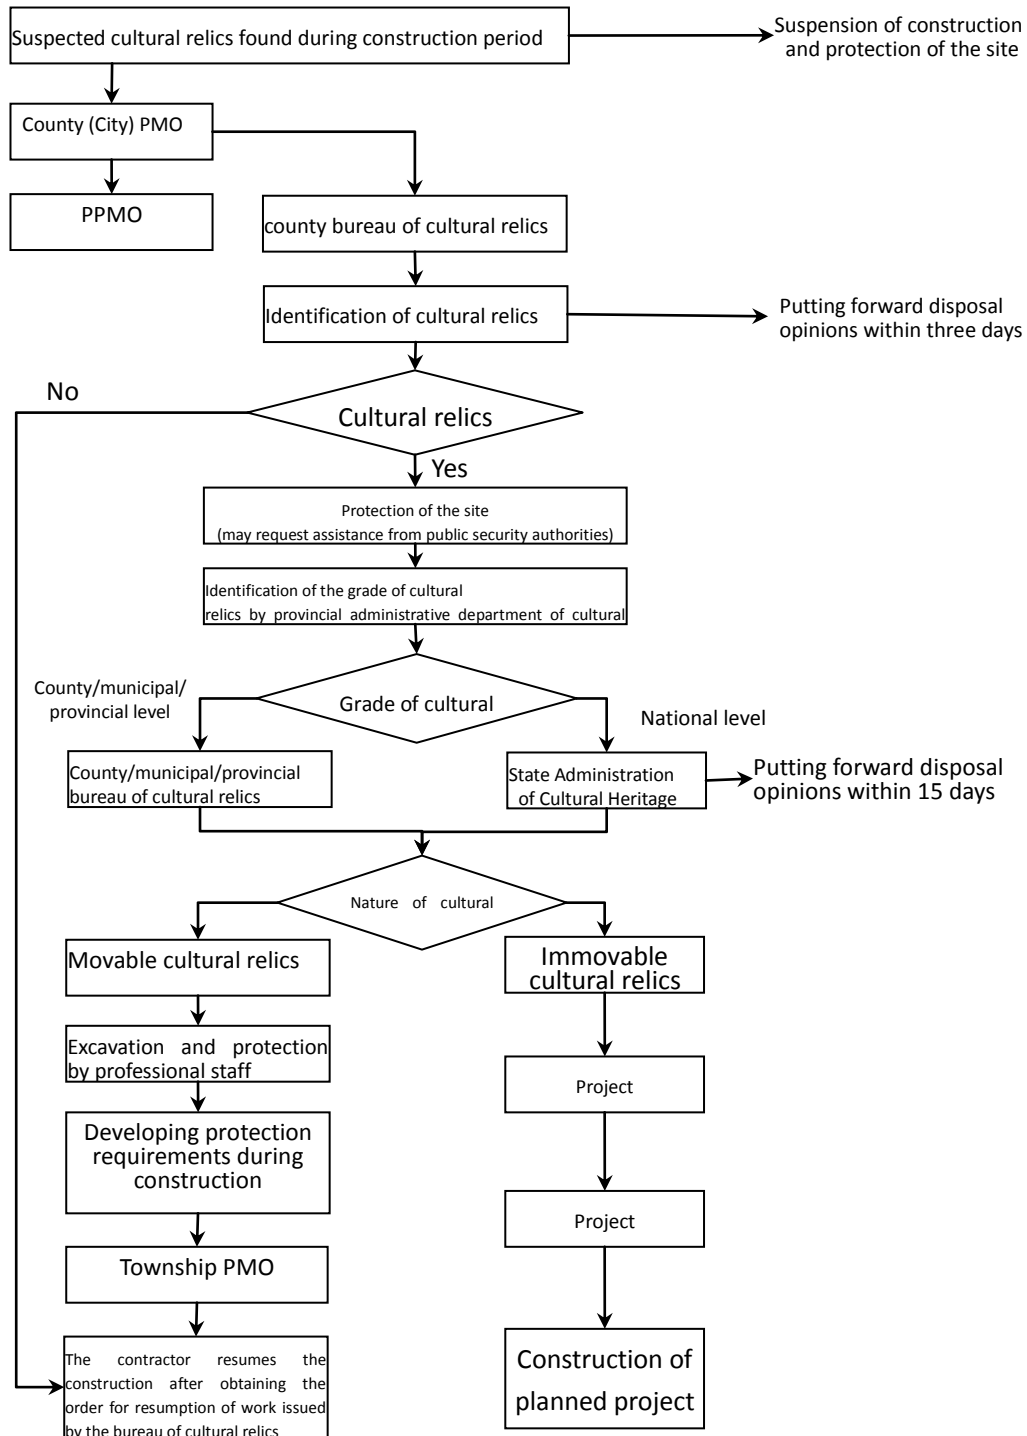 Suspected cultural relics found during construction period
Suspension of construction
and protection of the site
County (City) PMO
PPMO
county bureau of cultural relics
Identification of cultural relics
Putting forward disposal
opinions within three days
No
Cultural relics
Yes
Protection of the site
(may request assistance from public security authorities)
Identification of the grade of cultural
relics by provincial administrative department of cultural
County/municipal/
provincial level
Grade of cultural
National level
County/municipal/provincial
bureau of cultural relics
State Administration
of Cultural Heritage
Putting forward disposal
opinions within 15 days
Nature of cultural
Movable cultural relics
Immovable
cultural relics
Excavation and protection
by professional staff
Project
Developing protection
requirements during
construction
Project
Township PMO
The contractor resumes the
construction after obtaining the
order for resumption of work issued
by the bureau of cultural relics
Construction of
planned project